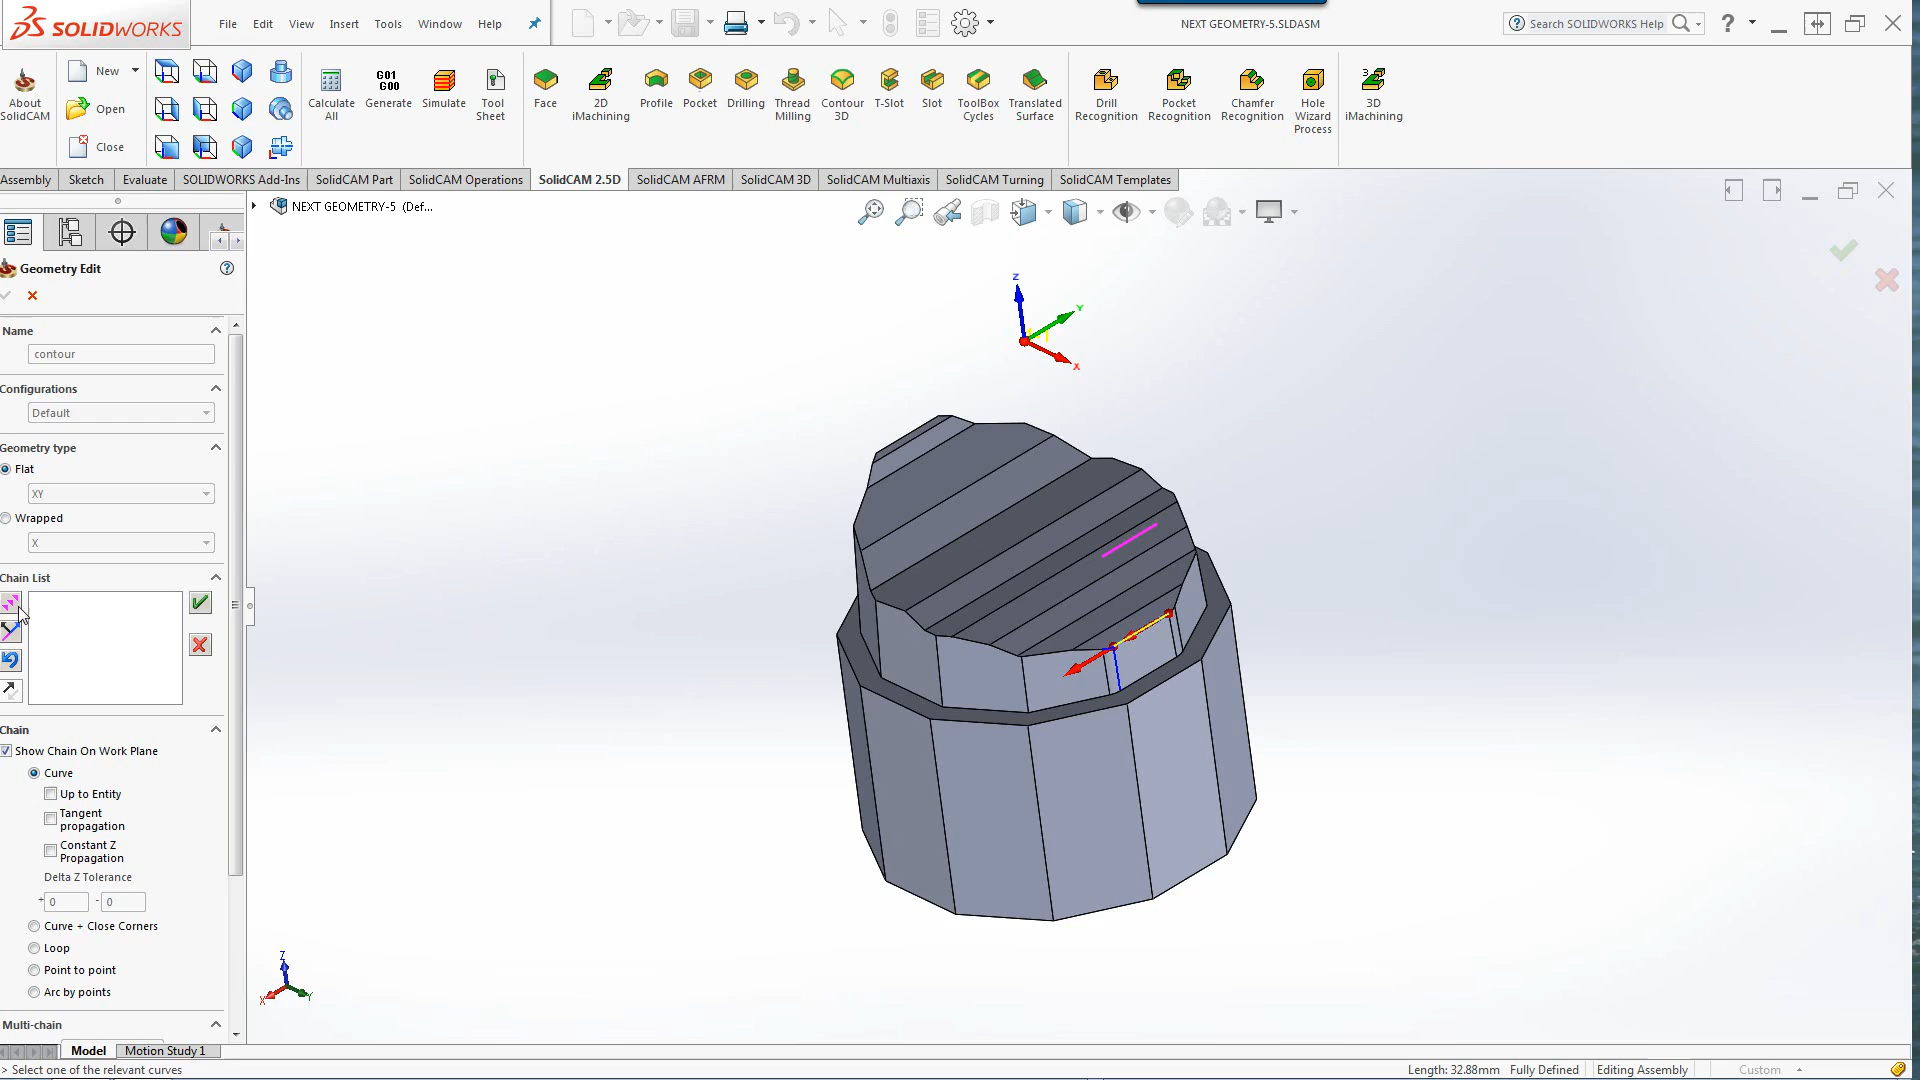 SOLIDWORKS
File Edit View Insert Tools Window Help
NEXT GEOMETRY-5.SLDASM
Search SOLIDWORKS Help
About SolidCAM
New
Open
Close
Calculate All
G01 G00 Generate
Simulate
Tool Sheet
Face
2D iMachining
Profile
Pocket
Drilling
Thread Milling
Contour 3D
T-Slot
Slot
ToolBox Cycles
Translated Surface
Drill Recognition
Pocket Recognition
Chamfer Recognition
Hole Wizard Process
3 3D iMachining
Assembly Sketch Evaluate SOLIDWORKS Add-Ins SolidCAM Part SolidCAM Operations SolidCAM 2.5D SolidCAM AFRM SolidCAM 3D SolidCAM Multiaxis SolidCAM Turning SolidCAM Templates
NEXT GEOMETRY-5 (Def...
Geometry Edit
Name
contour
Configurations
Default
Geometry type
Flat
XY
Wrapped
X
Chain List
Chain
Show Chain On Work Plane
Curve
Up to Entity
Tangent propagation
Constant Z Propagation
Delta Z Tolerance
+ 0 - 0
Curve + Close Corners
Loop
Point to point
Arc by points
Multi-chain
Z
Y
X
Z
X Y
Model Motion Study 1
> Select one of the relevant curves
Length: 32.88mm Fully Defined Editing Assembly Custom